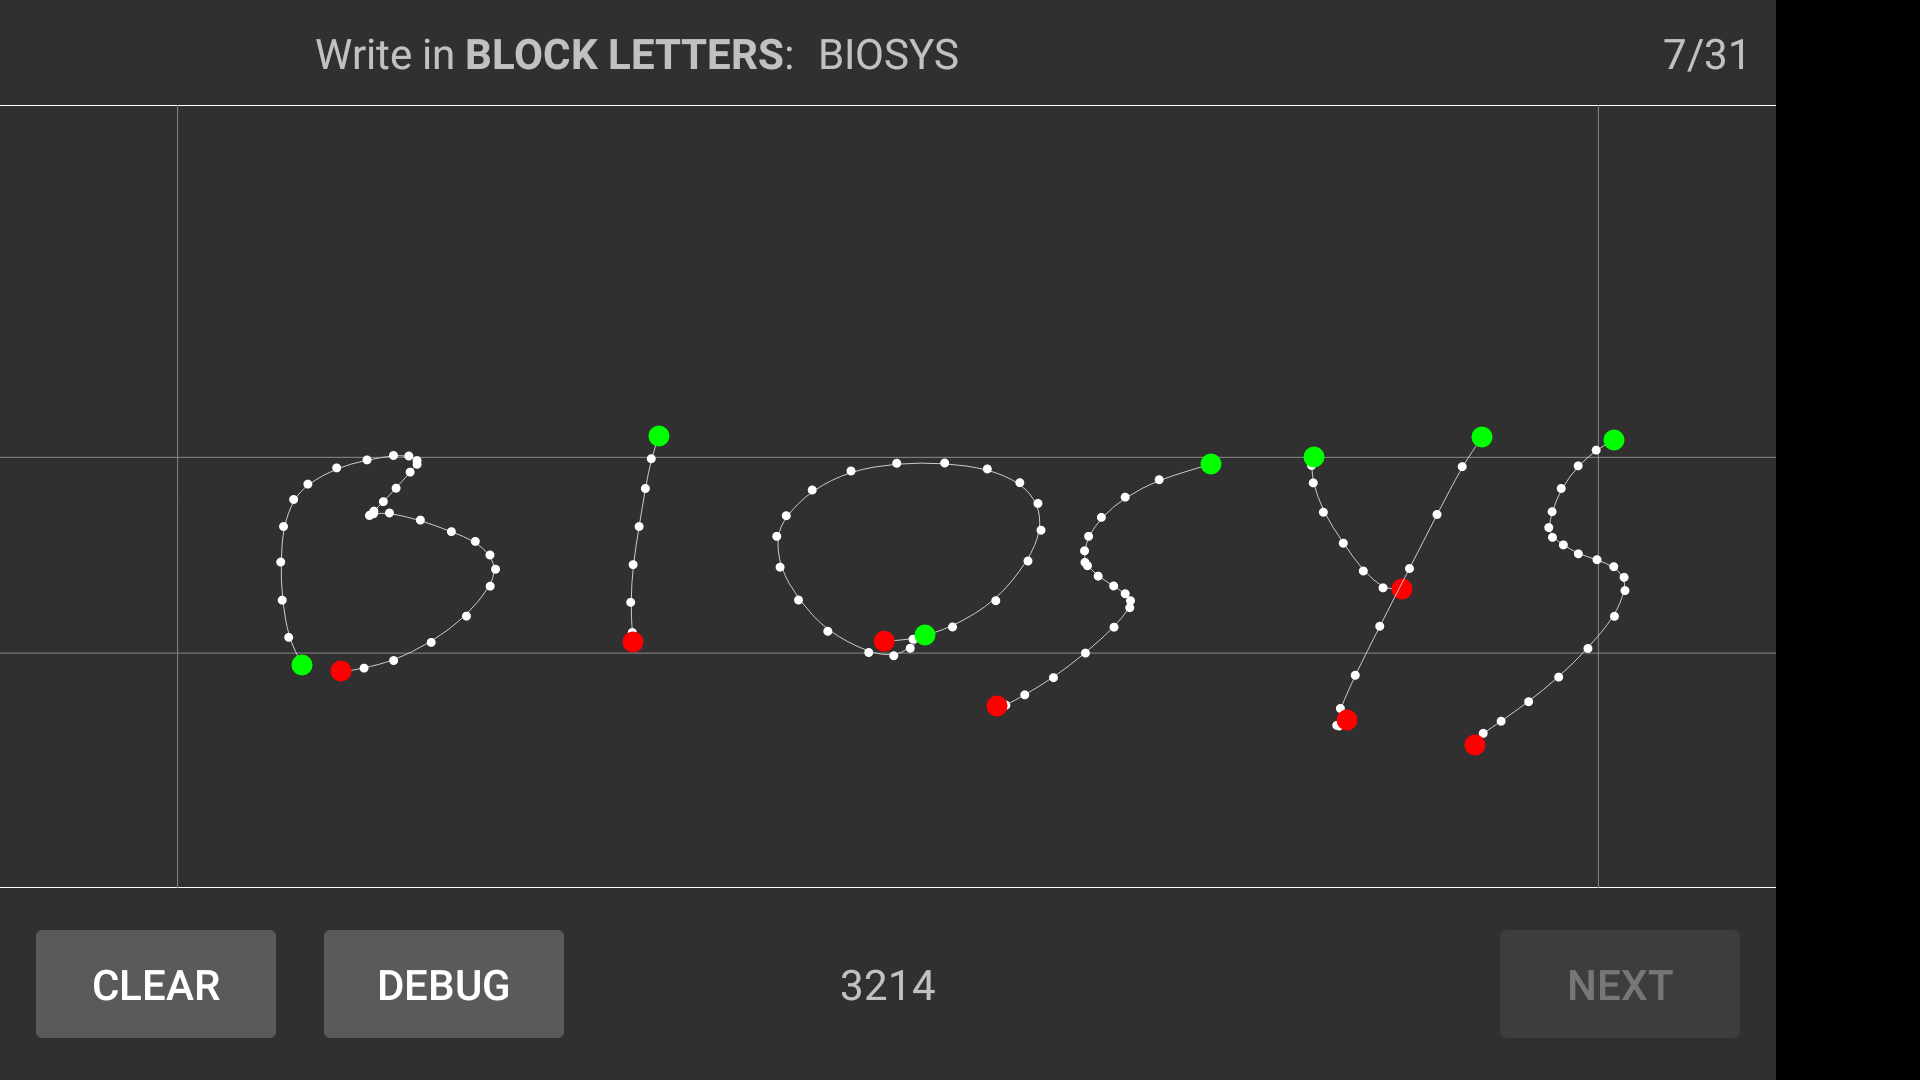 Write in BLOCK LETTERS: BIOSYS
7/31
BIOSYS
CLEAR
DEBUG
3214
NEXT